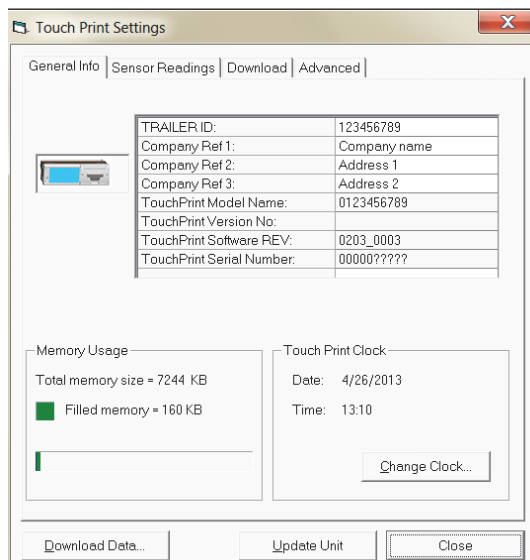 Touch Print Settings
General Info Sensor Readings Download Advanced
TRAILER ID: 123456789
Company Ref 1: Company name
Company Ref 2: Address 1
Company Ref 3: Address 2
TouchPrint Model Name: 0123456789
TouchPrint Version No:
TouchPrint Software REV: 0203_0003
TouchPrint Serial Number: 00000?????
Memory Usage
Total memory size = 7244 KB
Filled memory = 160 KB
Touch Print Clock
Date: 4/26/2013
Time: 13:10
Change Clock...
Download Data... Update Unit Close